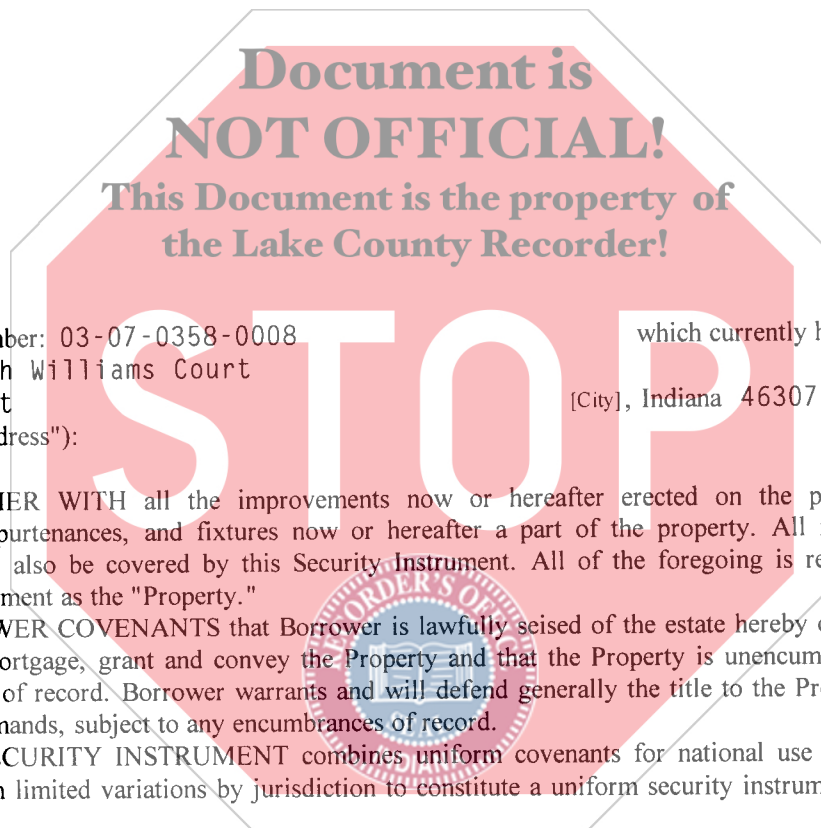 Document is
NOT OFFICIAL!
This Document is the property of
the Lake County Recorder!
STOP
ber: 03-07-0358-0008 which currently h
h Williams Court
t [City], Indiana 46307
dress"):
ER WITH all the improvements now or hereafter erected on the p
purtenances, and fixtures now or hereafter a part of the property. All
also be covered by this Security Instrument. All of the foregoing is re
ment as the "Property."
WER COVENANTS that Borrower is lawfully seised of the estate hereby
ortgage, grant and convey the Property and that the Property is unencum
of record. Borrower warrants and will defend generally the title to the Pr
mands, subject to any encumbrances of record.
CURITY INSTRUMENT combines uniform covenants for national use
limited variations by jurisdiction to constitute a uniform security instrum
RECORDER'S OFFICE